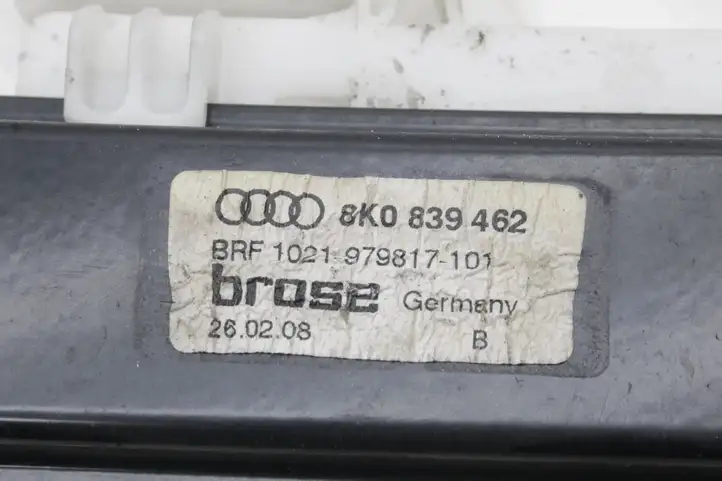 8K0 839 462
BRF 1021 979817-101
brose Germany
26.02.08 B